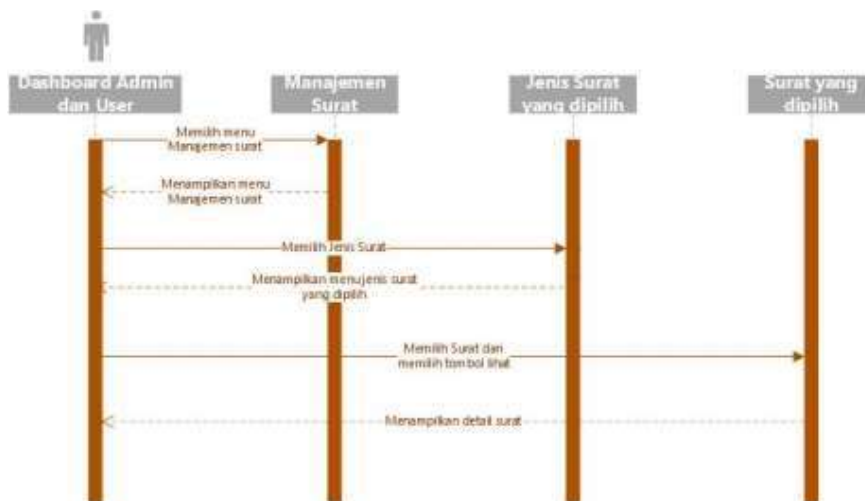 Dashboard Admin
dan User
Manajemen
Surat
Jenis Surat
yang dipilih
Surat yang
dipilih
Memilih menu
Manajemen surat
Menampilkan menu
Manajemen surat
Memilih Jenis Surat
Menampilkan menu jenis surat
yang dipilih
Memilih Surat dan
memilih tombol lihat
Menampilkan detail surat